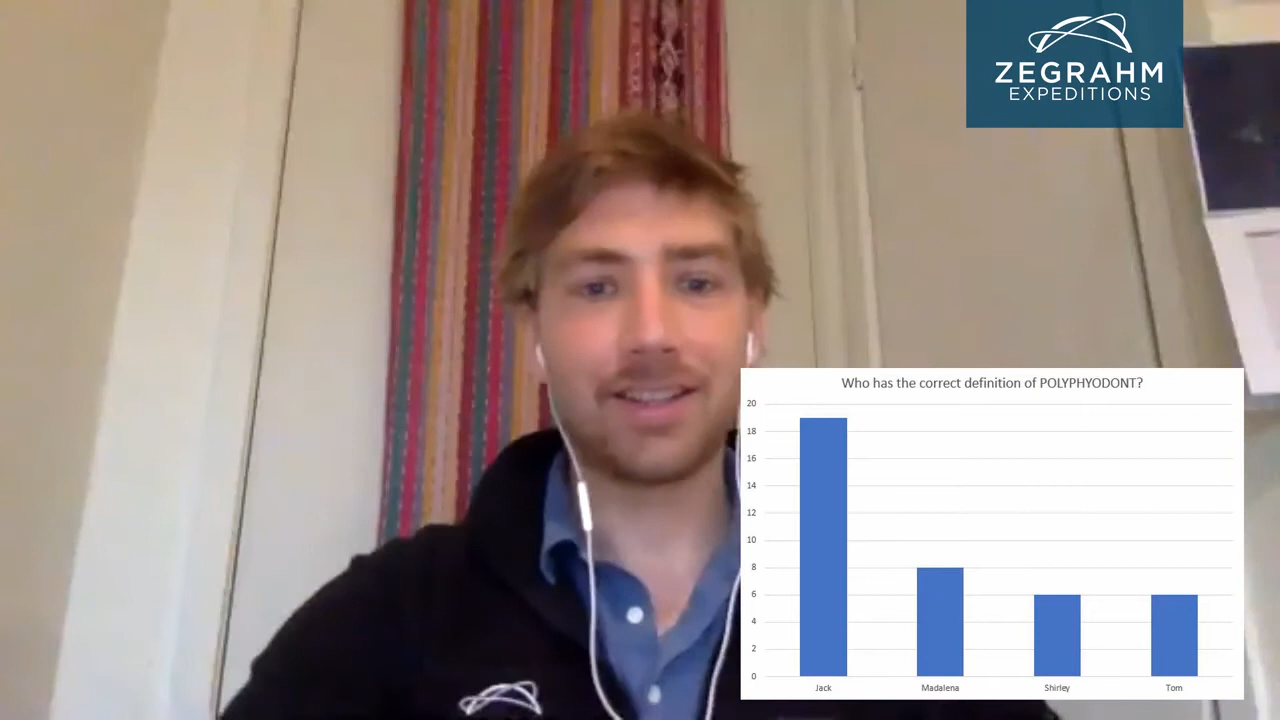 ZEGRAHM
EXPEDITIONS
Who has the correct definition of POLYPHYODONT?
20
18
16
14
12
10
8
6
4
2
0
Jack
Madalena
Shirley
Tom